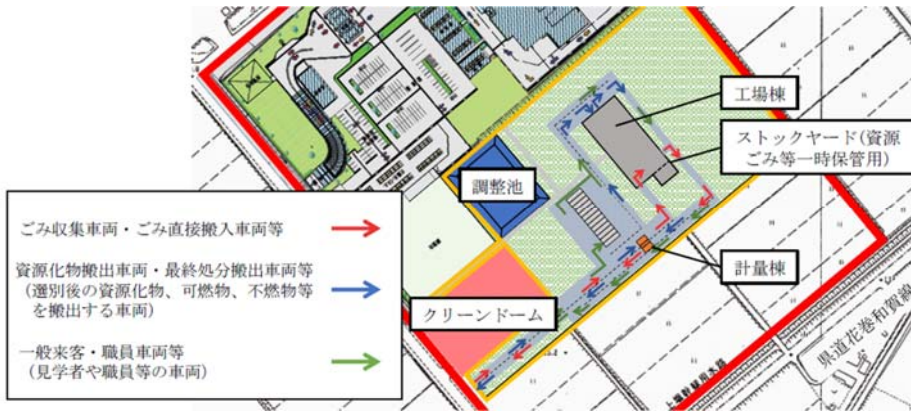 工場棟
ストックヤード(資源
ごみ等一時保管用)
調整池
計量棟
クリーンドーム
県道花巻和賀線
ごみ収集車両・ごみ直接搬入車両等
資源化物搬出車両・最終処分搬出車両等
(選別後の資源化物、可燃物、不燃物等
を搬出する車両)
一般来客・職員車両等
(見学者や職員等の車両)